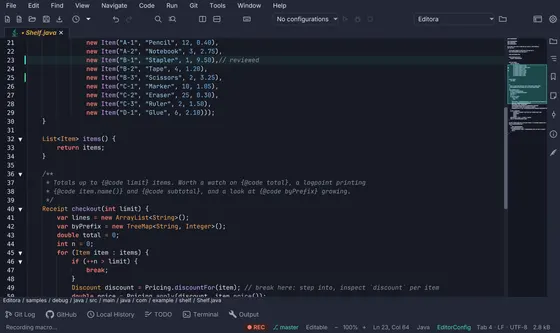 File Edit View Navigate Code Run Git Tools Window Help
No configurations
Editora
Shelf.java ×
21 new Item("A-1", "Pencil", 12, 0.40),
22 new Item("A-2", "Notebook", 3, 2.75),
23 new Item("B-1", "Stapler", 1, 9.50),// reviewed
24 new Item("B-2", "Tape", 4, 1.20),
25 new Item("B-3", "Scissors", 2, 3.25),
26 new Item("C-1", "Marker", 10, 1.05),
27 new Item("C-2", "Eraser", 25, 0.30),
28 new Item("C-3", "Ruler", 2, 1.50),
29 new Item("D-1", "Glue", 6, 2.10)));
30 }
31
32 List<Item> items() {
33 return items;
34 }
35
36 /**
37 * Totals up to {@code limit} items. Worth a watch on {@code total}, a logpoint printing
38 * {@code item.name()} and {@code subtotal}, and a look at {@code byPrefix} growing.
39 */
40 Receipt checkout(int limit) {
41 var lines = new ArrayList<String>();
42 var byPrefix = new TreeMap<String, Integer>();
43 double total = 0;
44 int n = 0;
45 for (Item item : items) {
46 if (++n > limit) {
47 break;
48 }
49 Discount discount = Pricing.discountFor(item); // break here: step into, inspect `discount` per item
50 double price = Pricing.apply(discount, item.price());
Editora / samples / debug / java / src / main / java / com / example / shelf / Shelf.java
Git Log GitHub Local History TODO Terminal Output
Recording macro... REC master Editable − 100% + Ln 23, Col 64 Java EditorConfig Tab 4 LF UTF-8 2.8 kB